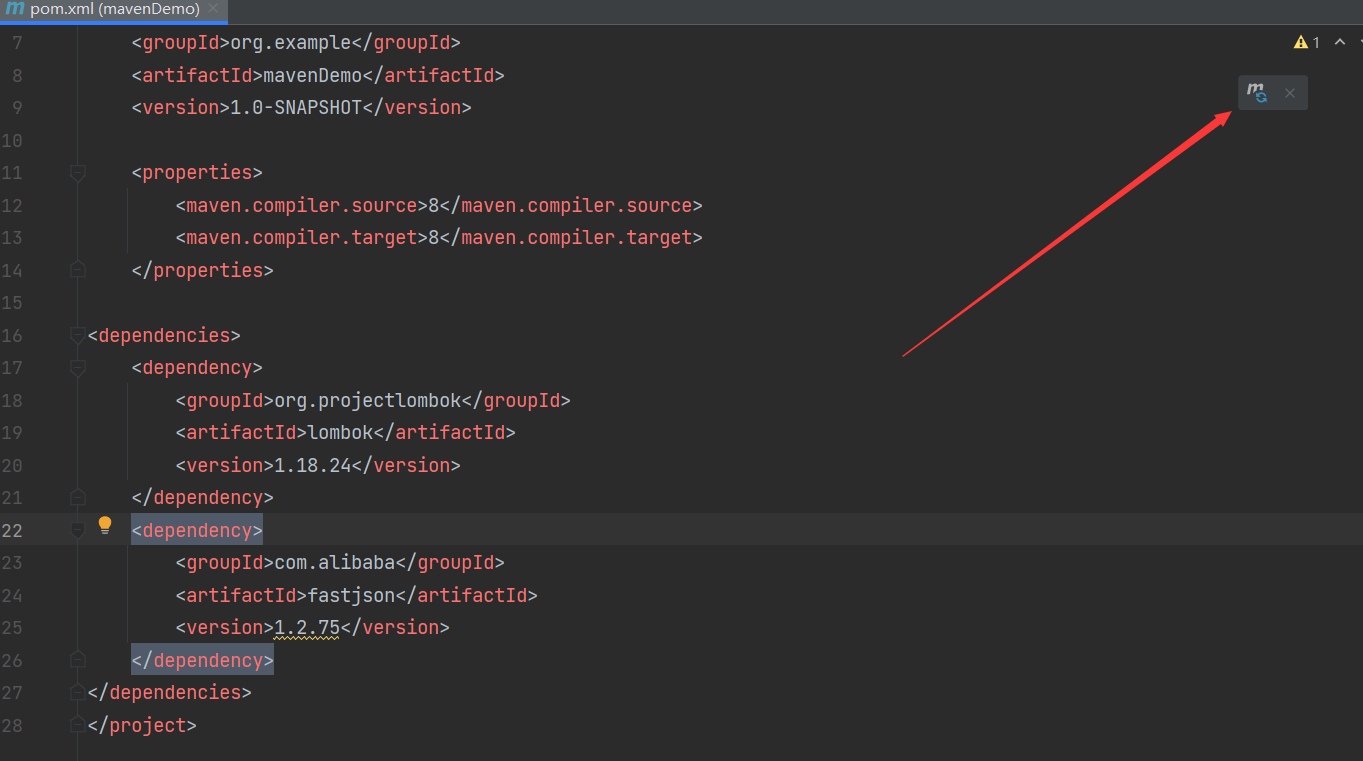 pom.xml (mavenDemo)
7 <groupId>org.example</groupId>
1
8 <artifactId>mavenDemo</artifactId>
9 <version>1.0-SNAPSHOT</version>
10
11 <properties>
12 <maven.compiler.source>8</maven.compiler.source>
13 <maven.compiler.target>8</maven.compiler.target>
14 </properties>
15
16 <dependencies>
17 <dependency>
18 <groupId>org.projectlombok</groupId>
19 <artifactId>lombok</artifactId>
20 <version>1.18.24</version>
21 </dependency>
22 <dependency>
23 <groupId>com.alibaba</groupId>
24 <artifactId>fastjson</artifactId>
25 <version>1.2.75</version>
26 </dependency>
27 </dependencies>
28 </project>